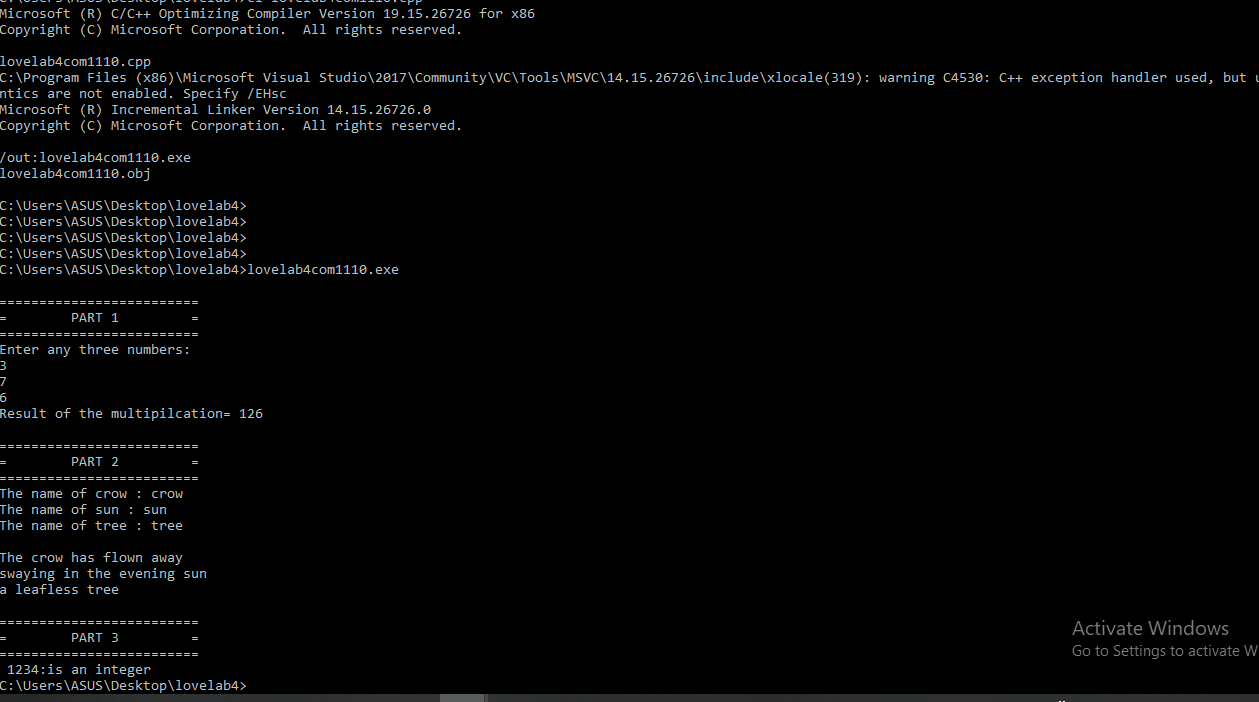 Microsoft (R) C/C++ Optimizing Compiler Version 19.15.26726 for x86
Copyright (C) Microsoft Corporation.  All rights reserved.
lovelab4com1110.cpp
C:\Program Files (x86)\Microsoft Visual Studio\2017\Community\VC\Tools\MSVC\14.15.26726\include\xlocale(319): warning C4530: C++ exception handler used, but
ntics are not enabled. Specify /EHsc
Microsoft (R) Incremental Linker Version 14.15.26726.0
Copyright (C) Microsoft Corporation.  All rights reserved.
/out:lovelab4com1110.exe
lovelab4com1110.obj
C:\Users\ASUS\Desktop\lovelab4>
C:\Users\ASUS\Desktop\lovelab4>
C:\Users\ASUS\Desktop\lovelab4>
C:\Users\ASUS\Desktop\lovelab4>
C:\Users\ASUS\Desktop\lovelab4>lovelab4com1110.exe
=========================
=        PART 1         =
=========================
Enter any three numbers:
3
7
6
Result of the multipilcation= 126
=========================
=        PART 2         =
=========================
The name of crow : crow
The name of sun : sun
The name of tree : tree
The crow has flown away
swaying in the evening sun
a leafless tree
=========================
=        PART 3         =
=========================
 1234:is an integer
C:\Users\ASUS\Desktop\lovelab4>
Activate Windows
Go to Settings to activate W